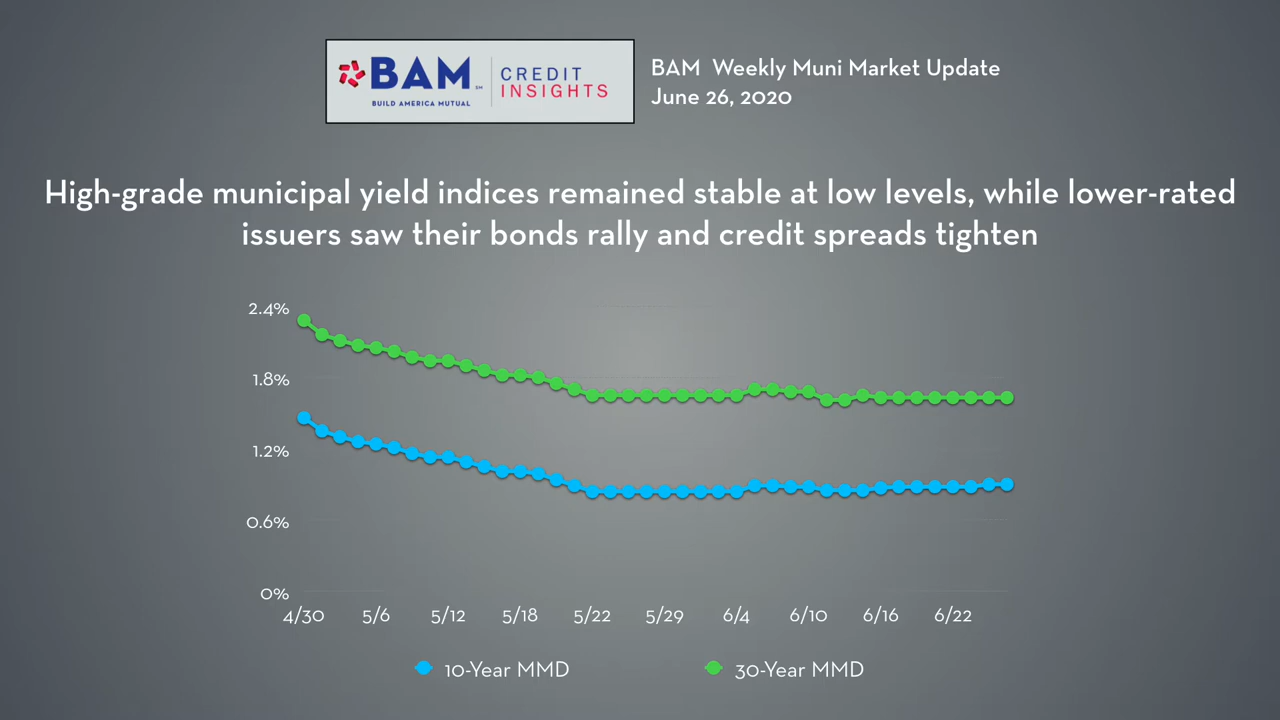 BAM℠
BUILD AMERICA MUTUAL
CREDIT
INSIGHTS
BAM Weekly Muni Market Update
June 26, 2020
High-grade municipal yield indices remained stable at low levels, while lower-rated
issuers saw their bonds rally and credit spreads tighten
2.4%
1.8%
1.2%
0.6%
0%
4/30 5/6 5/12 5/18 5/22 5/29 6/4 6/10 6/16 6/22
10-Year MMD 30-Year MMD